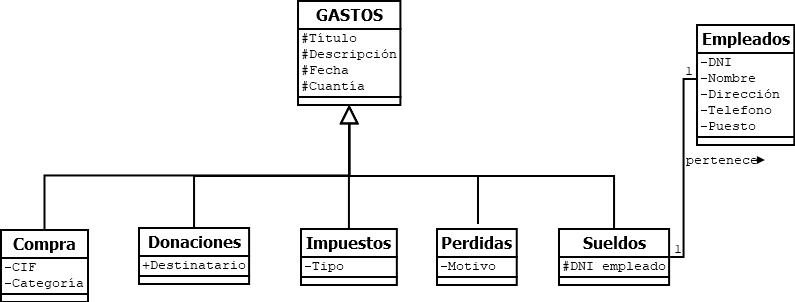 GASTOS
#Título
#Descripción
#Fecha
#Cuantía
Empleados
-DNI
-Nombre
-Dirección
-Telefono
-Puesto
1
pertenece
Compra
-CIF
-Categoría
Donaciones
+Destinatario
Impuestos
-Tipo
Perdidas
-Motivo
Sueldos
#DNI empleado
1